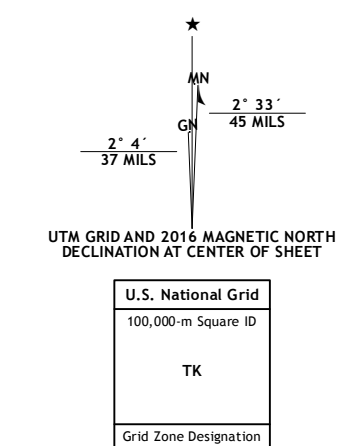 ★
MN
2° 33´
45 MILS
GN
2° 4´
37 MILS
UTM GRID AND 2016 MAGNETIC NORTH
DECLINATION AT CENTER OF SHEET
U.S. National Grid
100,000-m Square ID
TK
Grid Zone Designation